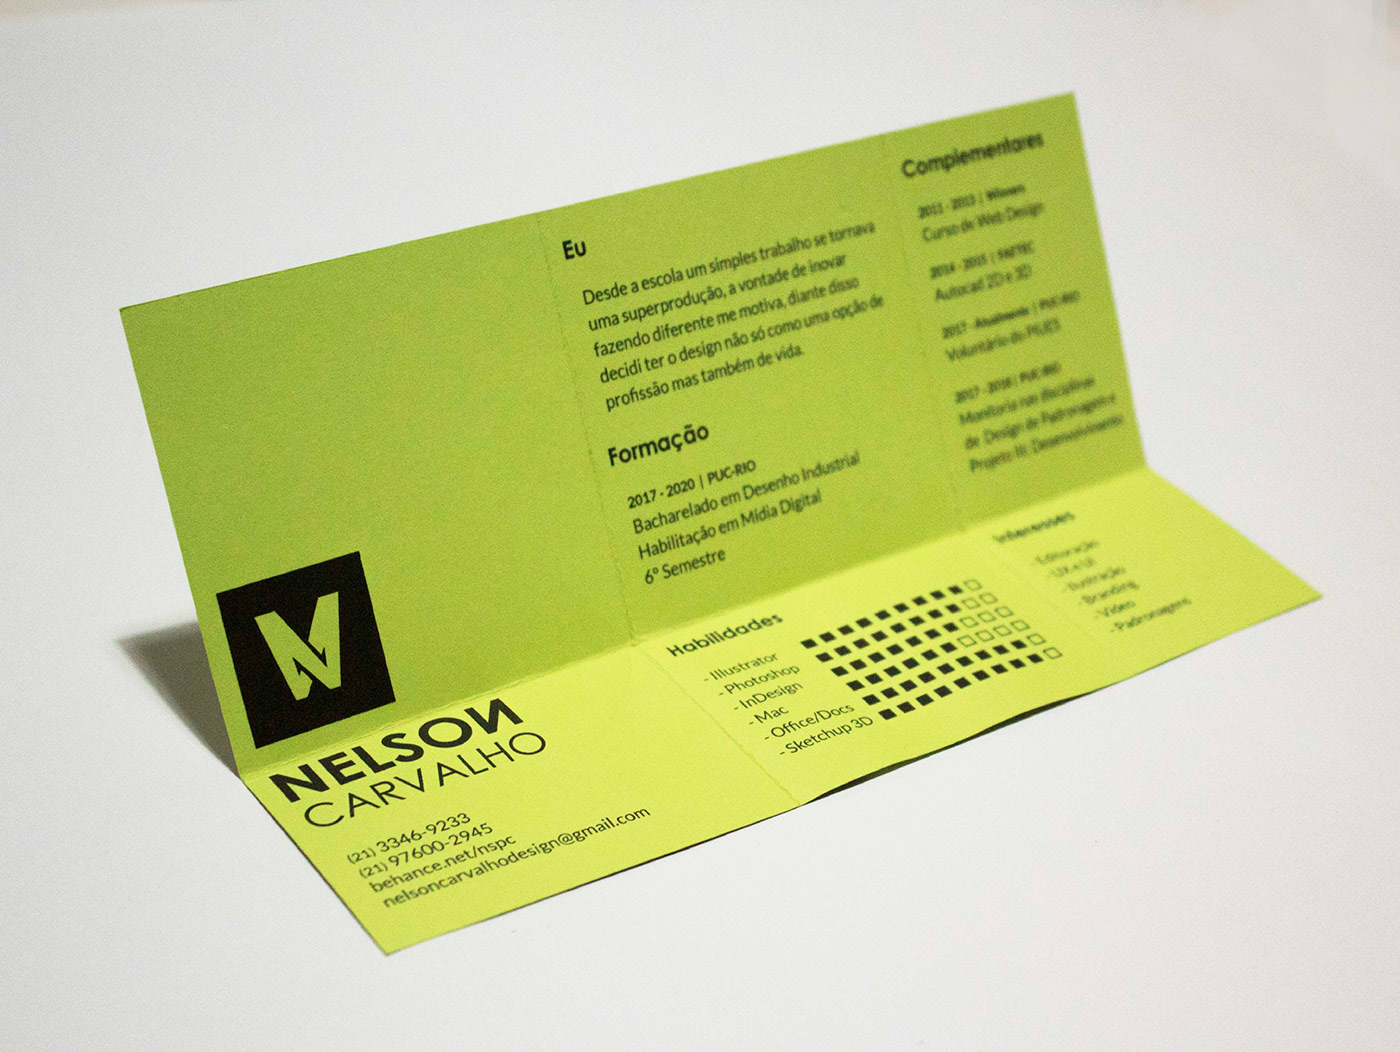 NELSOИ
CARVALHO
(21) 3346-9233
(21) 97600-2945
behance.net/nspc
nelsoncarvalhodesign@gmail.com
Eu
Desde a escola um simples trabalho se tornava
uma superprodução, a vontade de inovar
fazendo diferente me motiva, diante disso
decidi ter o design não só como uma opção de
profissão mas também de vida.
Formação
2017 - 2020 | PUC-RIO
Bacharelado em Desenho Industrial
Habilitação em Mídia Digital
6º Semestre
Habilidades
- Illustrator
- Photoshop
- InDesign
- Mac
- Office/Docs
- Sketchup 3D
Complementares
2011 - 2013 |
Curso de Web Design
2014 - 2015 |
Autocad 2D e 3D
2017 - Atualmente | PUC-RIO
Voluntário do
2017 - 2018 | PUC-RIO
Monitoria nas disciplinas
de Design de Padronagem e
Projeto III: Desenvolvimento
Interesses
- Editoração
- UX e UI
- Ilustração
- Branding
- Vídeo
- Padronagens